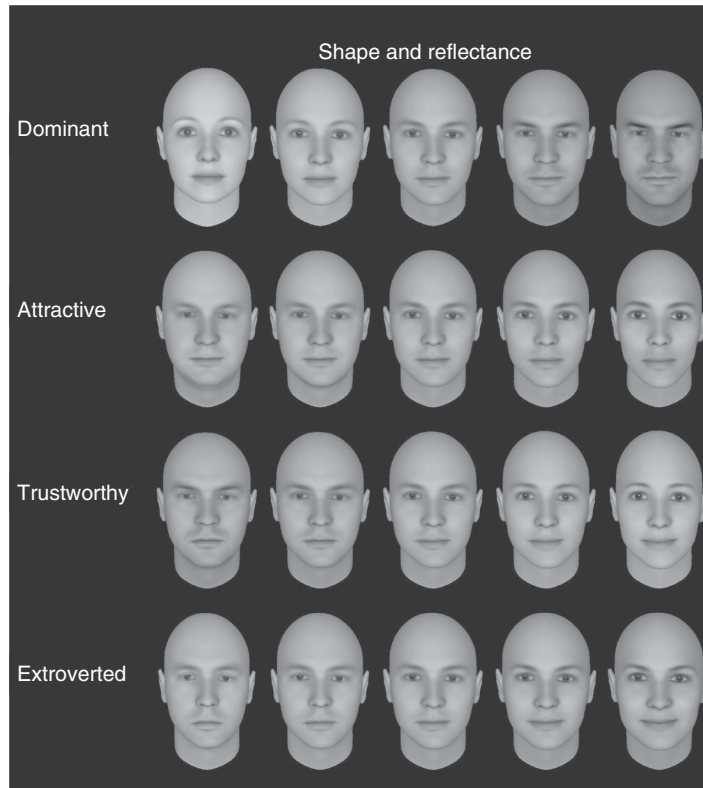 Shape and reflectance
Dominant
Attractive
Trustworthy
Extroverted